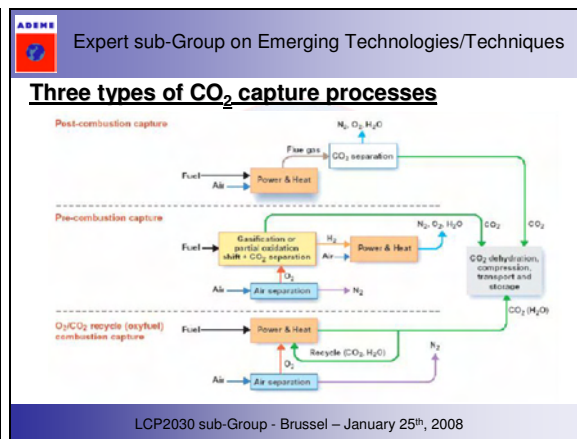 ADEME
Expert sub-Group on Emerging Technologies/Techniques
Three types of CO2 capture processes
Post-combustion capture
N2, O2, H2O
Flue gas
CO2 separation
Fuel
Air
Power & Heat
CO2
CO2
Pre-combustion capture
N2, O2, H2O
Fuel
Gasification or
partial oxidation
shift + CO2 separation
H2
Air
Power & Heat
CO2 dehydration,
compression,
transport and
storage
O2
Air
Air separation
N2
O2/CO2 recycle (oxyfuel)
combustion capture
Fuel
Power & Heat
CO2 (H2O)
Recycle (CO2, H2O)
N2
O2
Air
Air separation
LCP2030 sub-Group - Brussel – January 25th, 2008